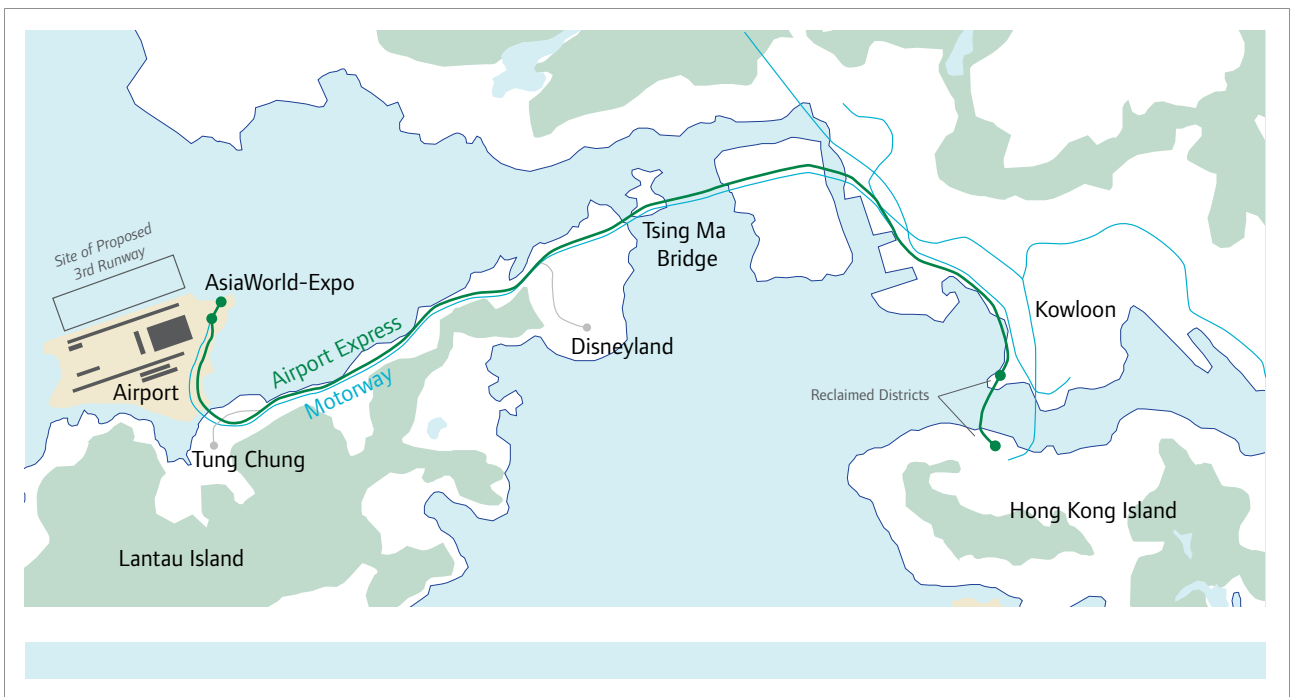 Site of Proposed
3rd Runway
AsiaWorld-Expo
Airport
Airport Express
Motorway
Tung Chung
Lantau Island
Disneyland
Tsing Ma
Bridge
Kowloon
Reclaimed Districts
Hong Kong Island